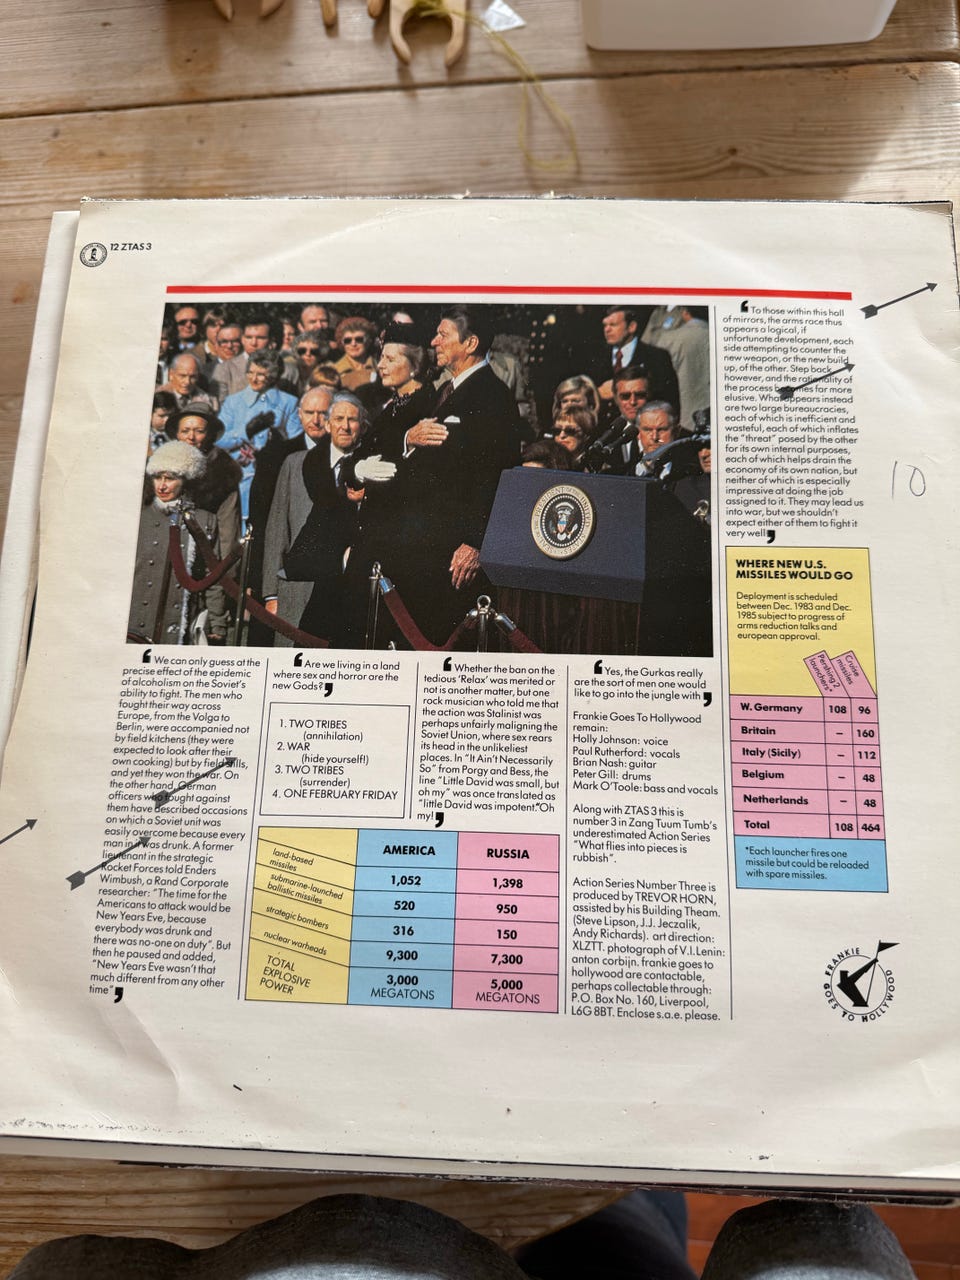 12 ZTAS 3
❛We can only guess at the
precise effect of the epidemic
of alcoholism on the Soviet's
ability to fight. The men who
fought their way across
Europe, from the Volga to
Berlin, were accompanied not
by field kitchens (they were
expected to look after their
own cooking) but by field stills,
and yet they won the war. On
the other hand, German
officers who fought against
them have described occasions
on which a Soviet unit was
easily overcome because every
man in it was drunk. A former
lieutenant in the strategic
Rocket Forces told Enders
Wimbush, a Rand Corporate
researcher: "The time for the
Americans to attack would be
New Years Eve, because
everybody was drunk and
there was no-one on duty". But
then he paused and added,
"New Years Eve wasn't that
much different from any other
time"❜
❛Are we living in a land
where sex and horror are the
new Gods?❜
1. TWO TRIBES
(annihilation)
2. WAR
(hide yourself!)
3. TWO TRIBES
(surrender)
4. ONE FEBRUARY FRIDAY
❛Whether the ban on the
tedious 'Relax' was merited or
not is another matter, but one
rock musician who told me that
the action was Stalinist was
perhaps unfairly maligning the
Soviet Union, where sex rears
its head in the unlikeliest
places. In "It Ain't Necessarily
So" from Porgy and Bess, the
line "Little David was small, but
oh my" was once translated as
"little David was impotent." Oh
my!❜
AMERICA RUSSIA
land-based
missiles 1,052 1,398
submarine-launched
ballistic missiles 520 950
strategic bombers 316 150
nuclear warheads 9,300 7,300
TOTAL
EXPLOSIVE
POWER
3,000 5,000
MEGATONS MEGATONS
❛Yes, the Gurkas really
are the sort of men one would
like to go into the jungle with❜
Frankie Goes To Hollywood
remain:
Holly Johnson: voice
Paul Rutherford: vocals
Brian Nash: guitar
Peter Gill: drums
Mark O'Toole: bass and vocals
Along with ZTAS 3 this is
number 3 in Zang Tuum Tumb's
underestimated Action Series
"What flies into pieces is
rubbish".
Action Series Number Three is
produced by TREVOR HORN,
assisted by his Building Theam.
(Steve Lipson, J.J. Jeczalik,
Andy Richards). art direction:
XLZTT. photograph of V.I. Lenin:
anton corbijn. frankie goes to
hollywood are contactable,
perhaps collectable through:
P.O. Box No. 160, Liverpool,
L6G 8BT. Enclose s.a.e. please.
❛To those within this hall
of mirrors, the arms race thus
appears a logical, if
unfortunate development, each
side attempting to counter the
new weapon, or the new build
up, of the other. Step back
however, and the rationality of
the process becomes far more
elusive. What appears instead
are two large bureaucracies,
each of which is inefficient and
wasteful, each of which inflates
the "threat" posed by the other
for its own internal purposes,
each of which helps drain the
economy of its own nation, but
neither of which is especially
impressive at doing the job
assigned to it. They may lead us
into war, but we shouldn't
expect either of them to fight it
very well❜
10
WHERE NEW U.S.
MISSILES WOULD GO
Deployment is scheduled
between Dec. 1983 and Dec.
1985 subject to progress of
arms reduction talks and
european approval.
Pershing 2
launchers*
Cruise
missiles
W. Germany 108 96
Britain – 160
Italy (Sicily) – 112
Belgium – 48
Netherlands – 48
Total 108 464
*Each launcher fires one
missile but could be reloaded
with spare missiles.
FRANKIE GOES TO HOLLYWOOD